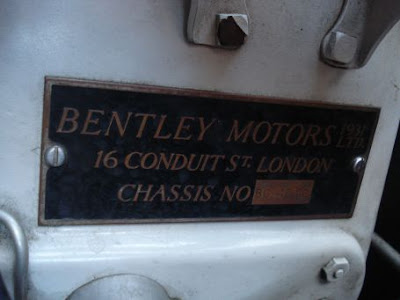 BENTLEY MOTORS 1931 LTD.
16 CONDUIT ST. LONDON
CHASSIS NO